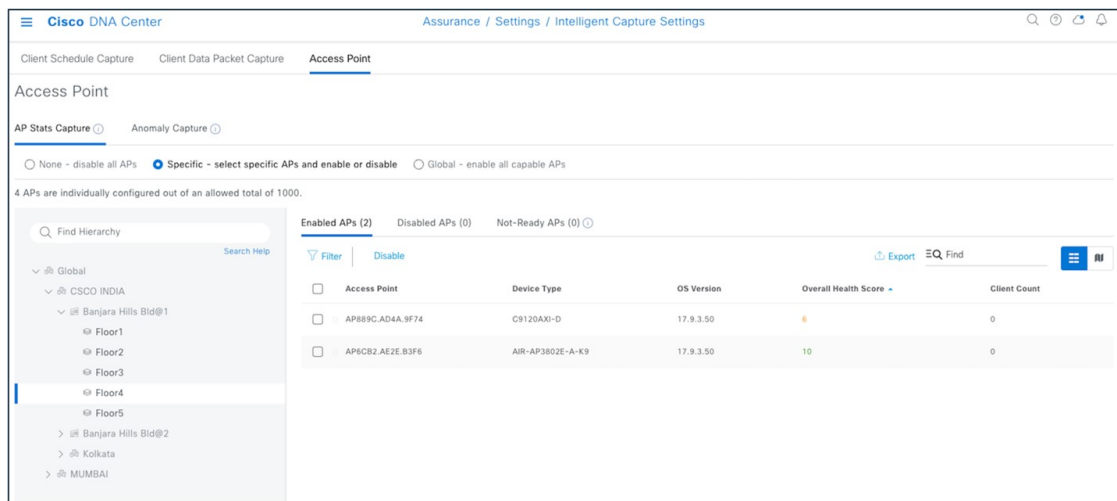 Cisco DNA Center
Assurance / Settings / Intelligent Capture Settings
Client Schedule Capture Client Data Packet Capture Access Point
Access Point
AP Stats Capture Anomaly Capture
None - disable all APs Specific - select specific APs and enable or disable Global - enable all capable APs
4 APs are individually configured out of an allowed total of 1000.
Find Hierarchy
Search Help
Global
CSCO INDIA
Banjara Hills Bld@1
Floor1
Floor2
Floor3
Floor4
Floor5
Banjara Hills Bld@2
Kolkata
MUMBAI
Enabled APs (2) Disabled APs (0) Not-Ready APs (0)
Filter Disable Export Find
Access Point Device Type OS Version Overall Health Score Client Count
AP889C.AD4A.9F74 C9120AXI-D 17.9.3.50 6 0
AP6CB2.AE2E.B3F6 AIR-AP3802E-A-K9 17.9.3.50 10 0